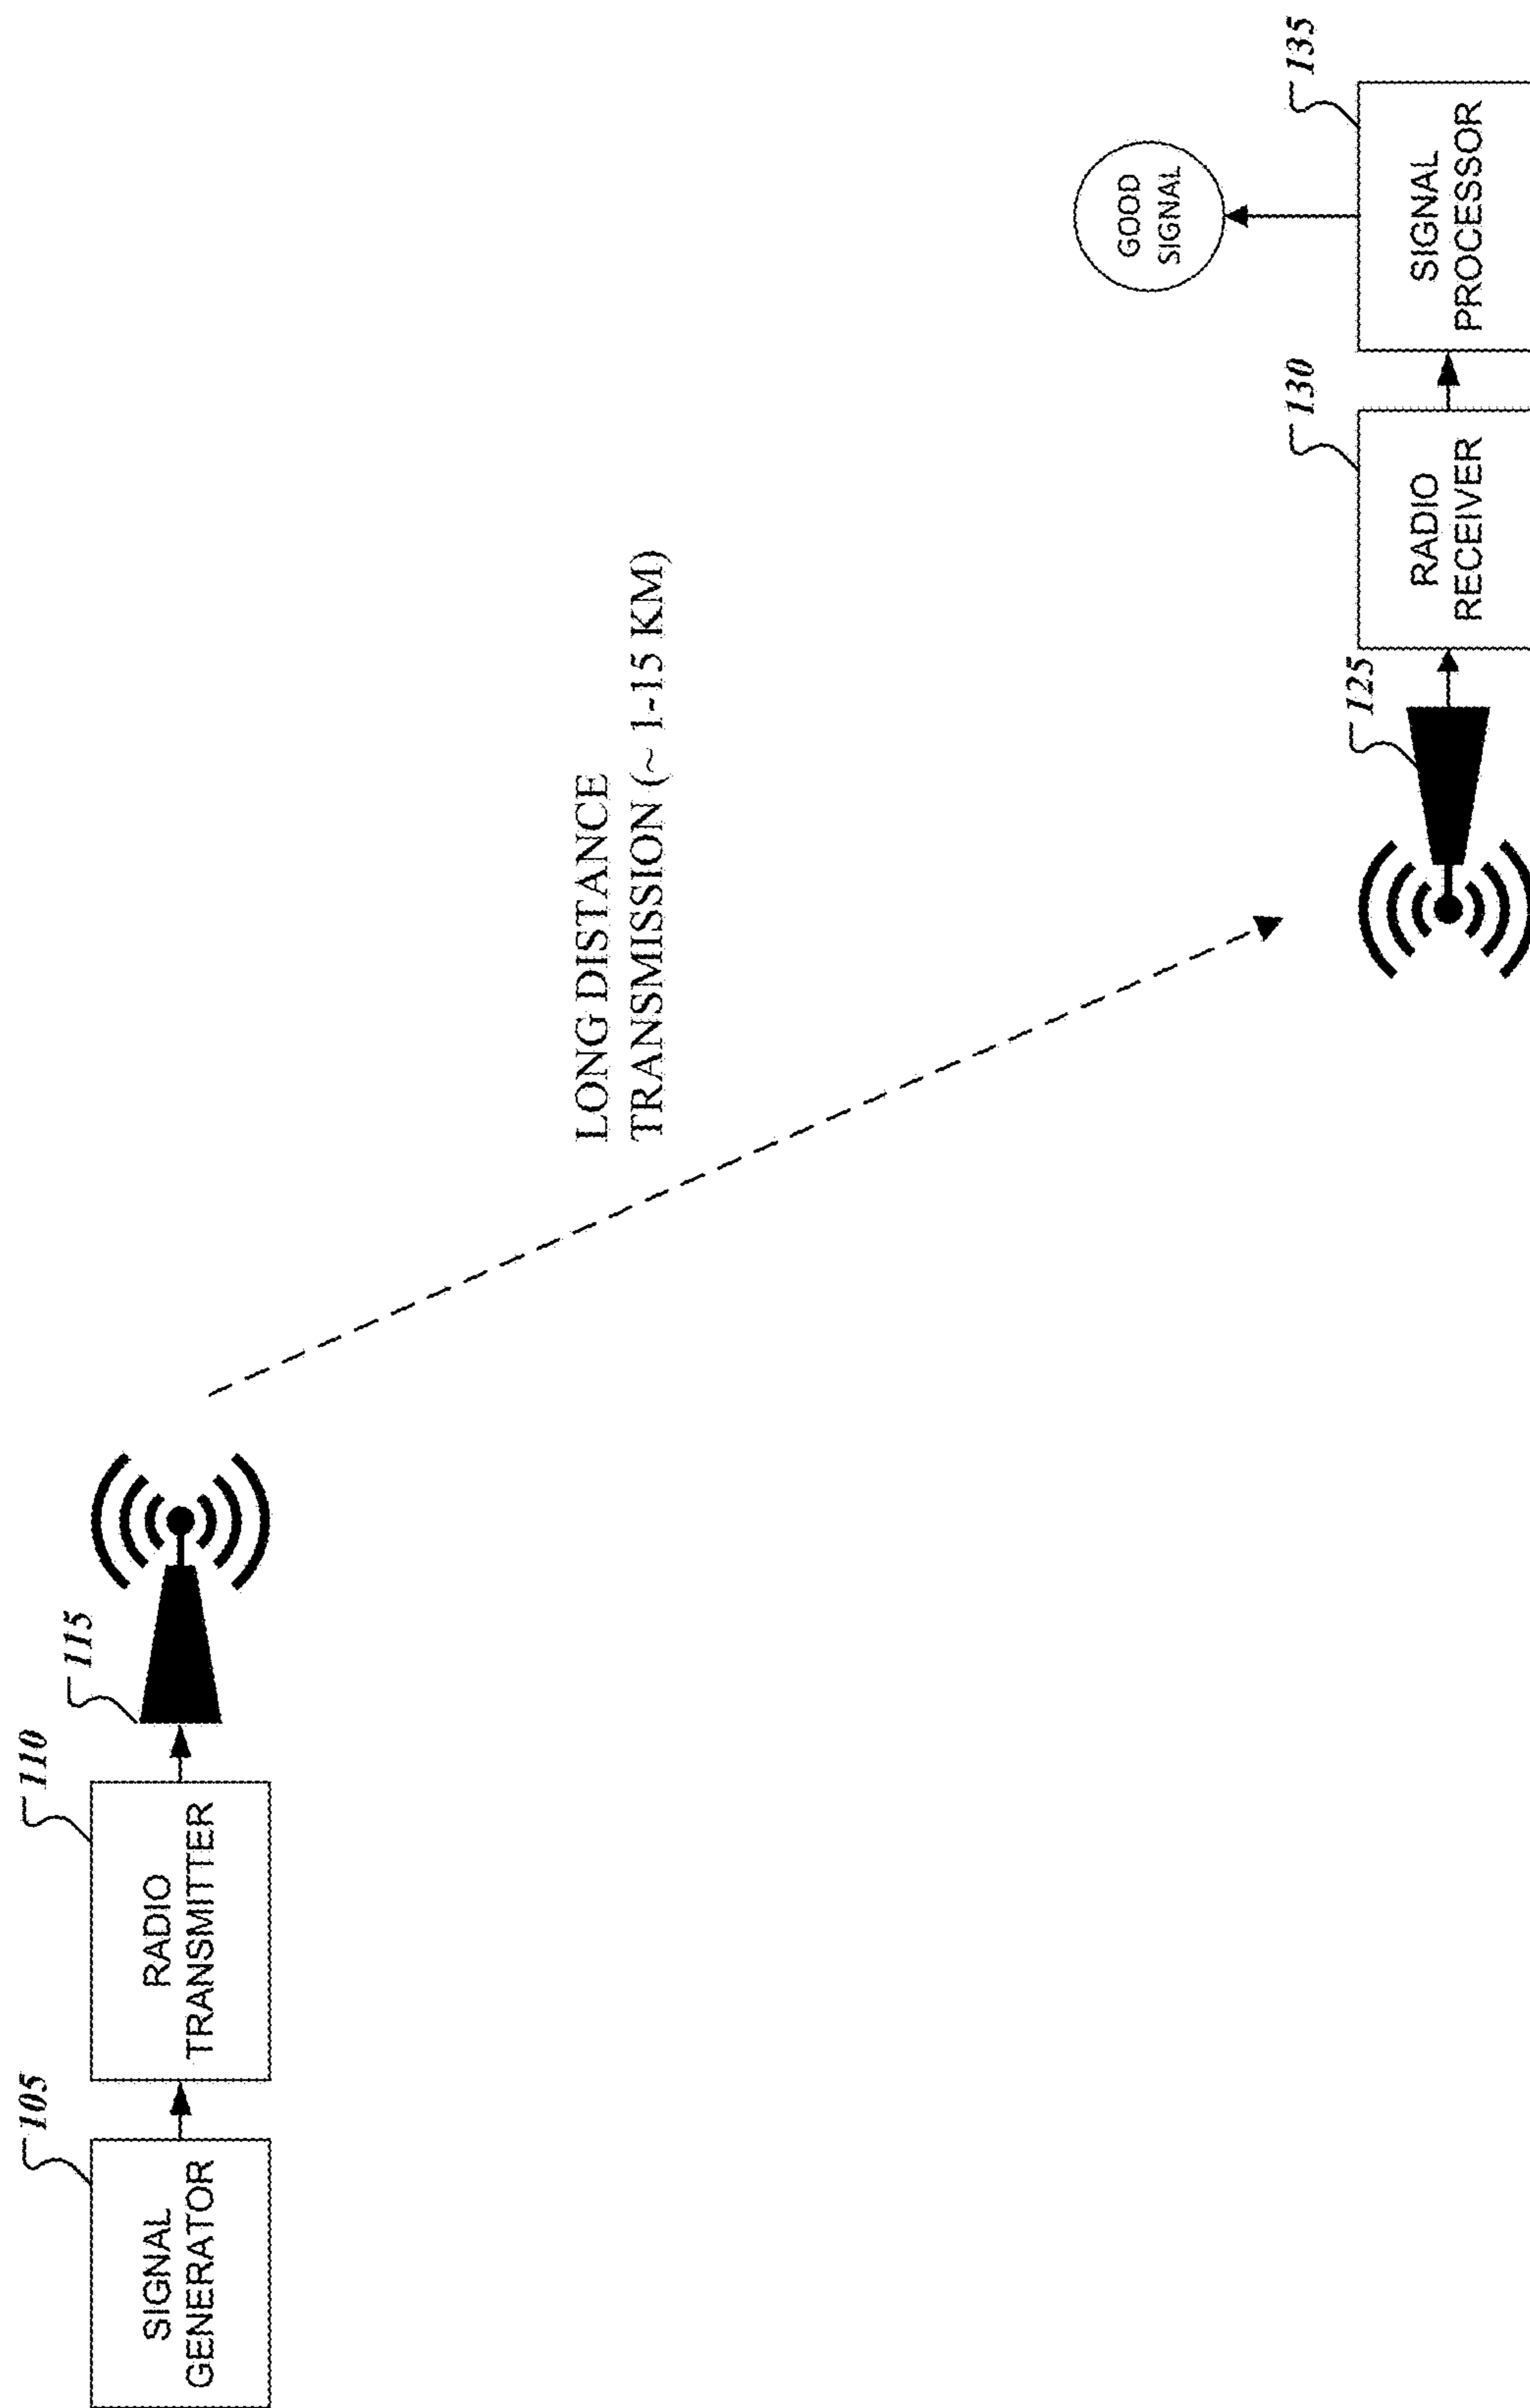 105
110
115
SIGNAL
GENERATOR
RADIO
TRANSMITTER
LONG DISTANCE
TRANSMISSION (~ 1-15 KM)
GOOD
SIGNAL
125
130
135
RADIO
RECEIVER
SIGNAL
PROCESSOR